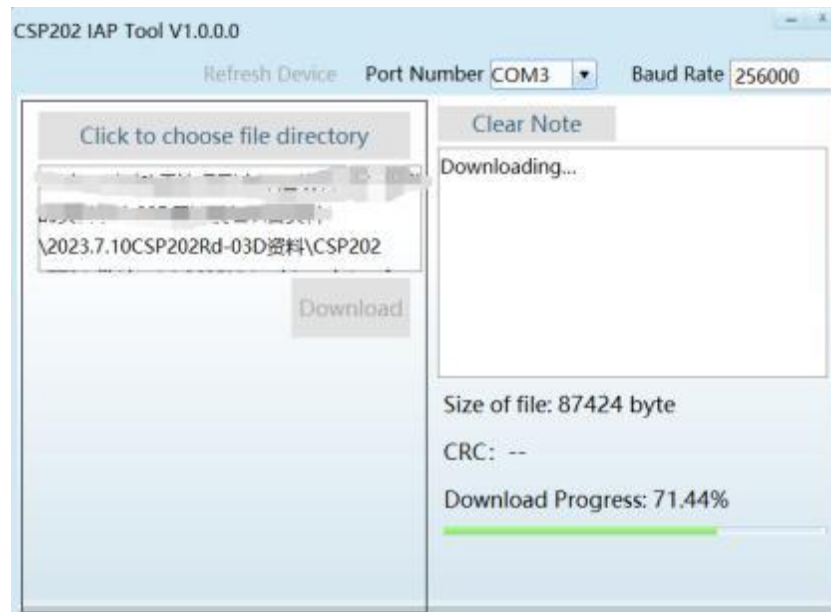 CSP202 IAP Tool V1.0.0.0
Refresh Device Port Number COM3 Baud Rate 256000
Click to choose file directory
\2023.7.10CSP202Rd-03D资料\CSP202
Download
Clear Note
Downloading...
Size of file: 87424 byte
CRC: --
Download Progress: 71.44%